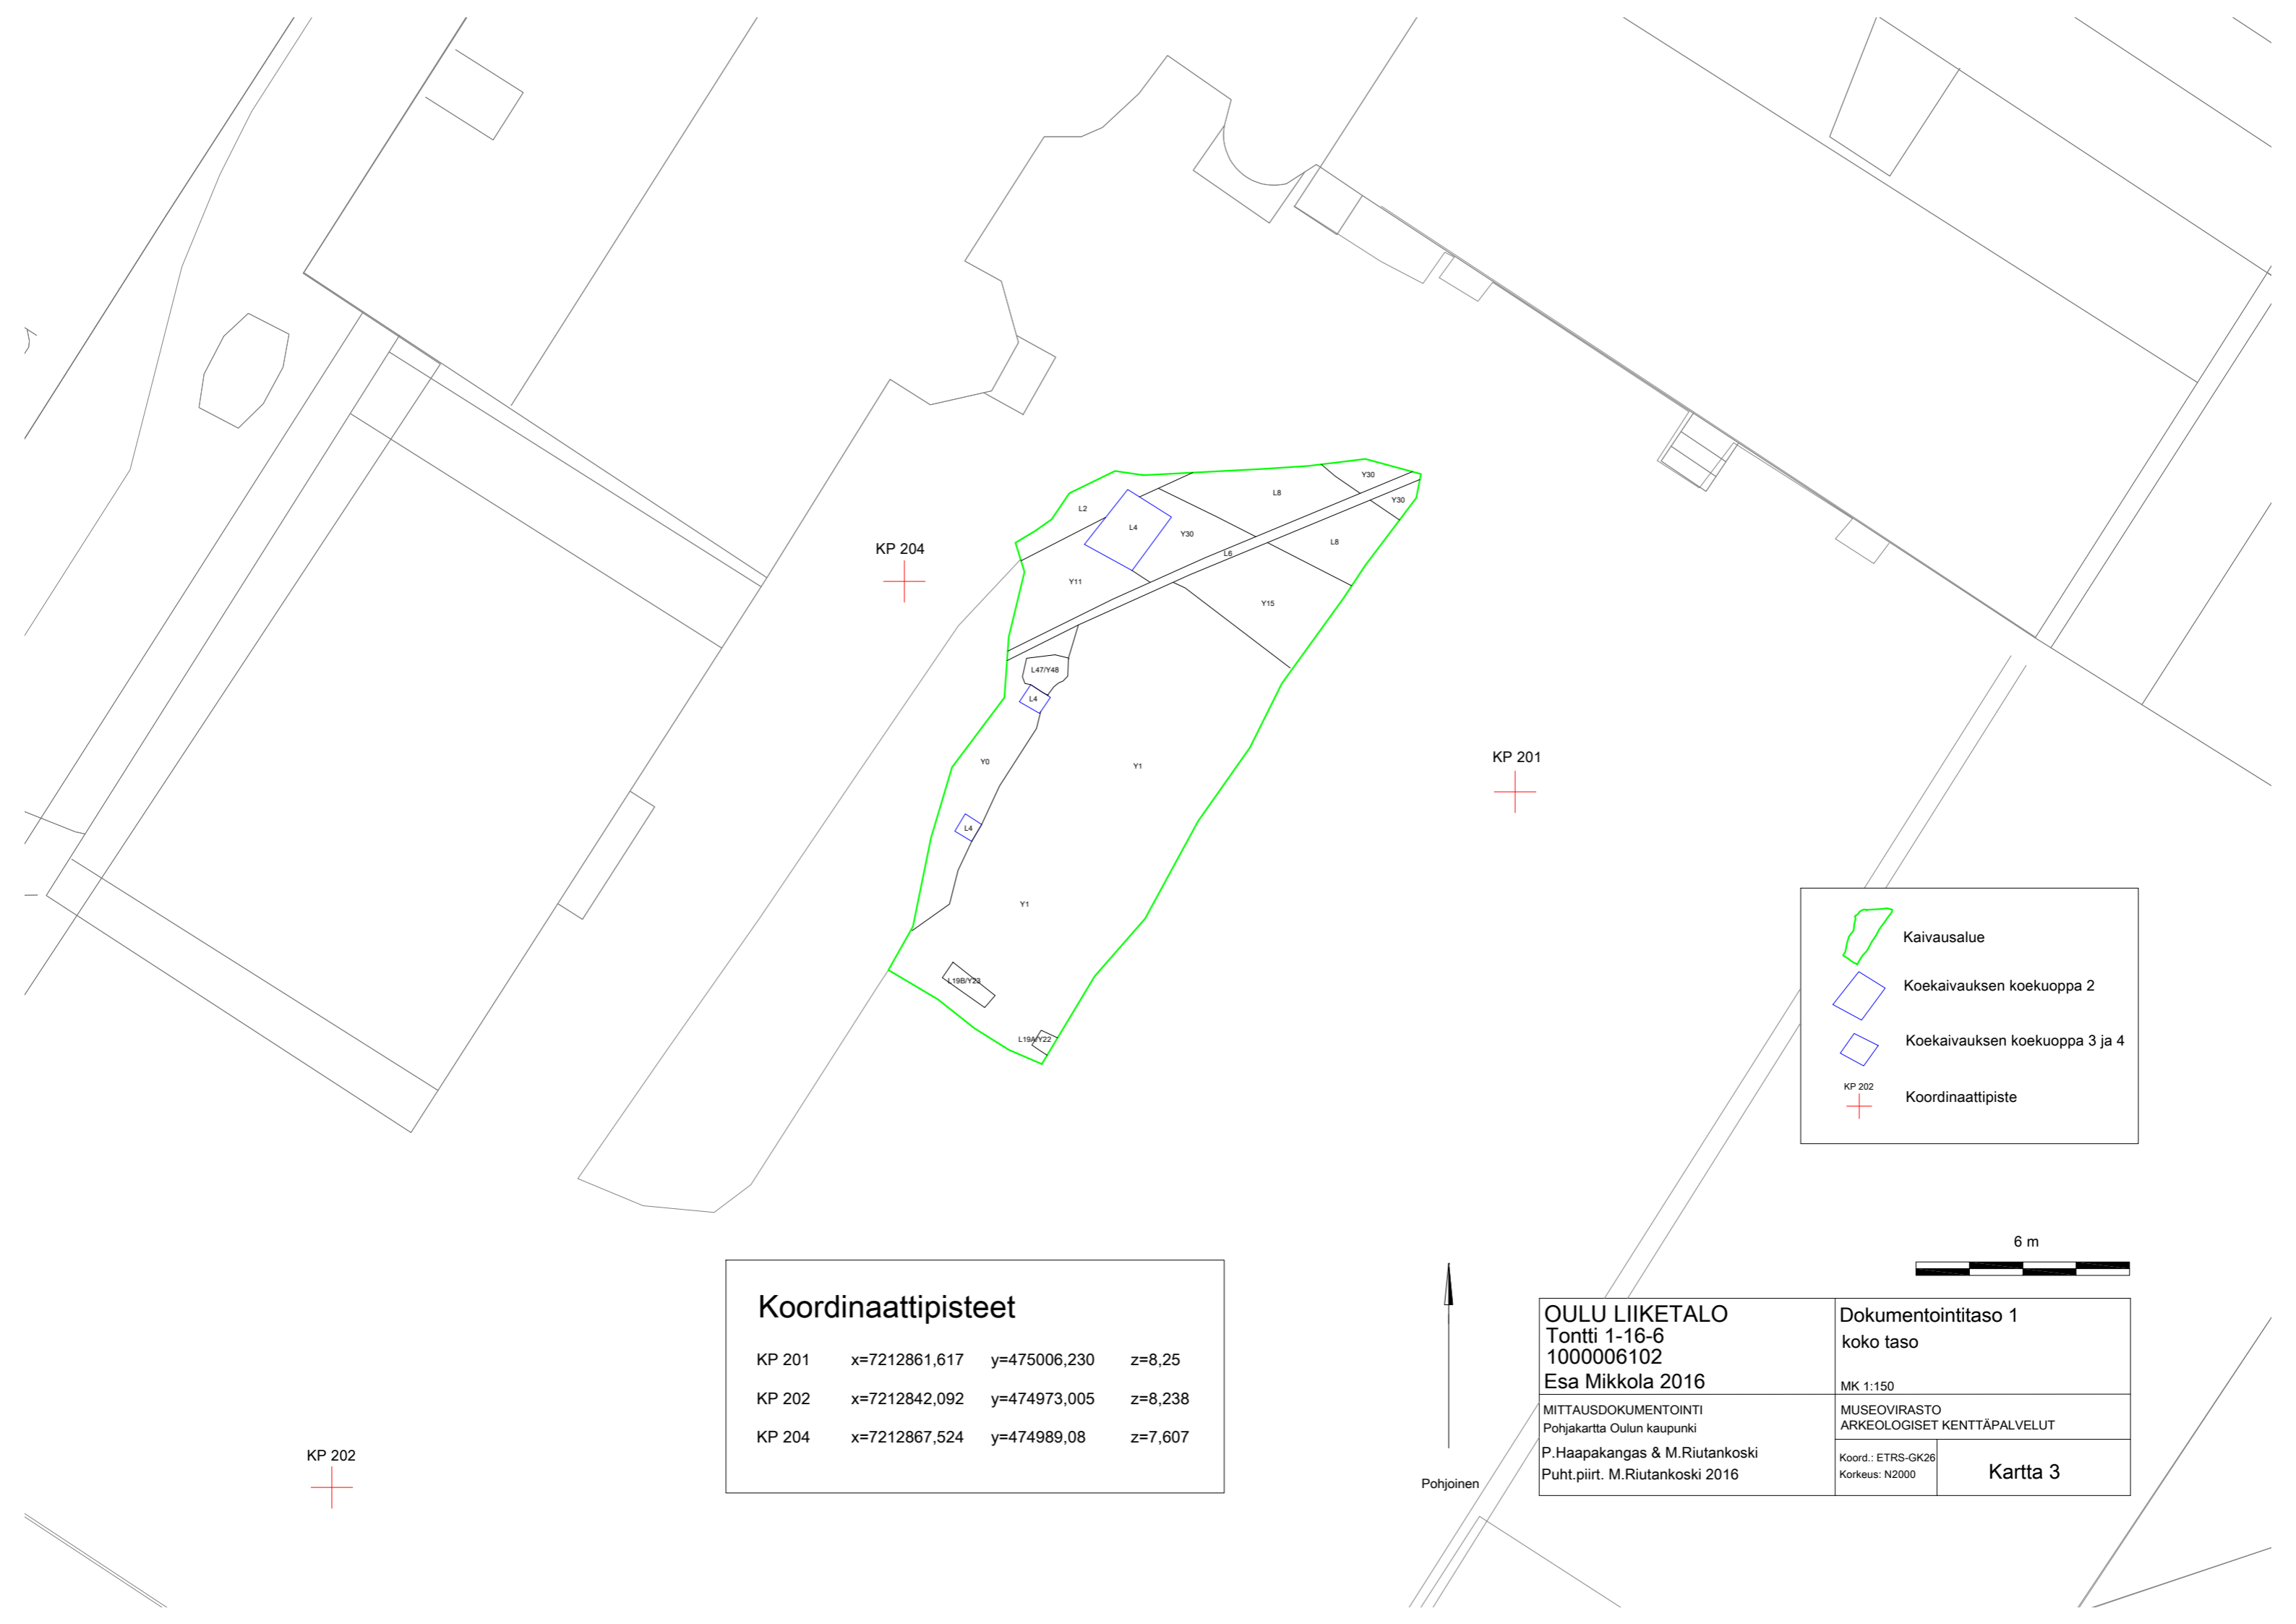 Y30
L8
Y30
L2
L4
Y30
L8
L6
KP 204
Y11
Y15
L47/Y48
L4
KP 201
Y0
Y1
L4
Y1
L19B/Y23
L19A/Y22
Kaivausalue
Koekaivauksen koekuoppa 2
Koekaivauksen koekuoppa 3 ja 4
KP 202
Koordinaattipiste
6 m
Koordinaattipisteet
KP 201 x=7212861,617 y=475006,230 z=8,25
KP 202 x=7212842,092 y=474973,005 z=8,238
KP 204 x=7212867,524 y=474989,08 z=7,607
Pohjoinen
KP 202
OULU LIIKETALO
Tontti 1-16-6
1000006102
Esa Mikkola 2016
Dokumentointitaso 1
koko taso
MK 1:150
MITTAUSDOKUMENTOINTI
Pohjakartta Oulun kaupunki
P.Haapakangas & M.Riutankoski
Puht.piirt. M.Riutankoski 2016
MUSEOVIRASTO
ARKEOLOGISET KENTTÄPALVELUT
Koord.: ETRS-GK26
Korkeus: N2000
Kartta 3